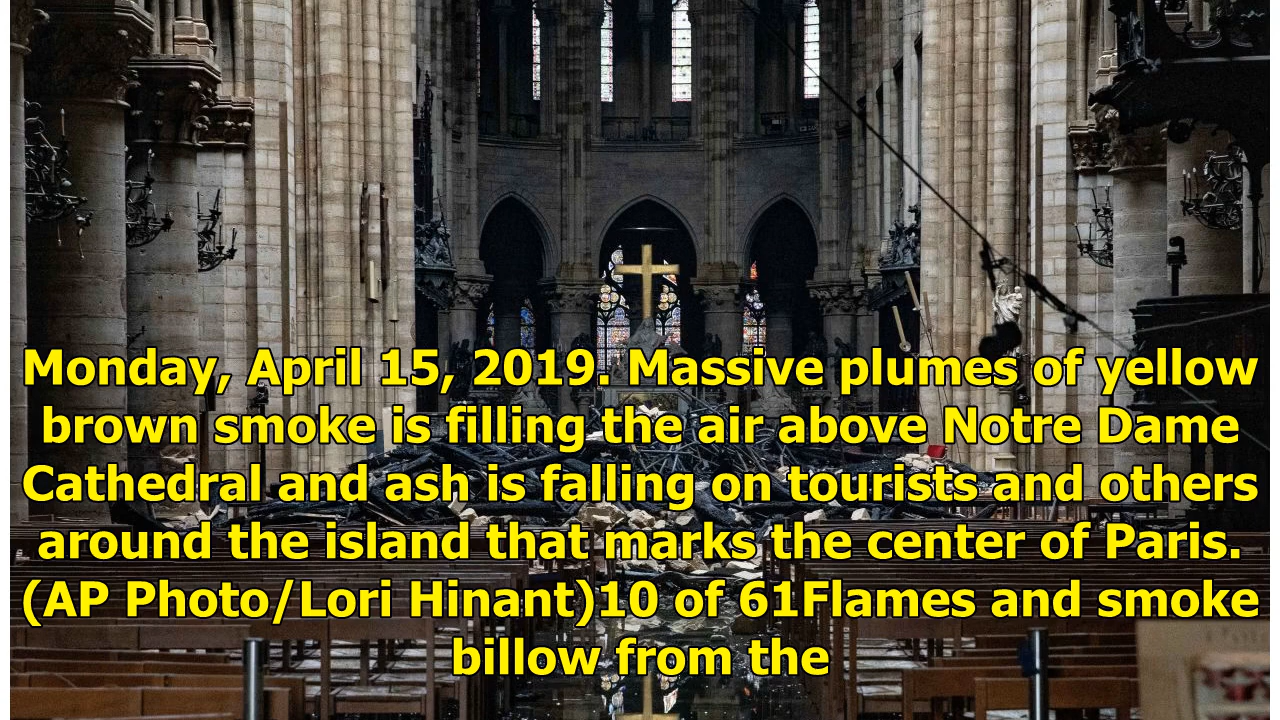 Monday, April 15, 2019. Massive plumes of yellow
brown smoke is filling the air above Notre Dame
Cathedral and ash is falling on tourists and others
around the island that marks the center of Paris.
(AP Photo/Lori Hinant)10 of 61Flames and smoke
billow from the